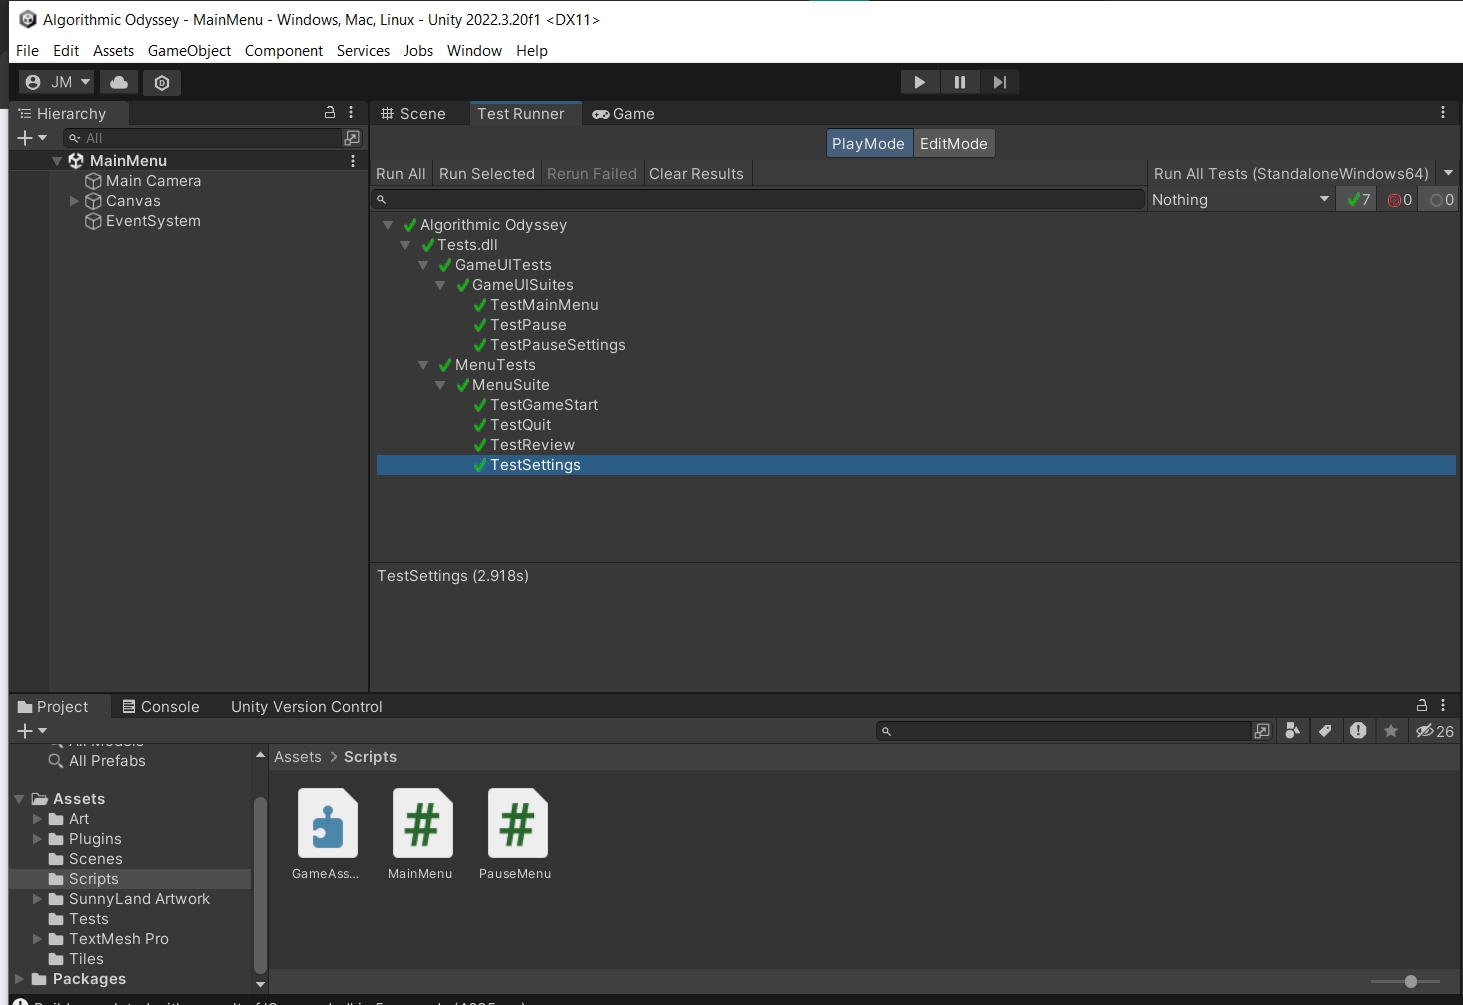 Algorithmic Odyssey - MainMenu - Windows, Mac, Linux - Unity 2022.3.20f1 <DX11>
File Edit Assets GameObject Component Services Jobs Window Help
JM
Hierarchy
All
MainMenu
Main Camera
Canvas
EventSystem
Scene Test Runner Game
PlayMode EditMode
Run All Run Selected Rerun Failed Clear Results Run All Tests (StandaloneWindows64)
Nothing 7 0 0
Algorithmic Odyssey
Tests.dll
GameUITests
GameUISuites
TestMainMenu
TestPause
TestPauseSettings
MenuTests
MenuSuite
TestGameStart
TestQuit
TestReview
TestSettings
TestSettings (2.918s)
Project Console Unity Version Control
26
All Models
All Prefabs
Assets
Art
Plugins
Scenes
Scripts
SunnyLand Artwork
Tests
TextMesh Pro
Tiles
Packages
Assets > Scripts
GameAss... MainMenu PauseMenu